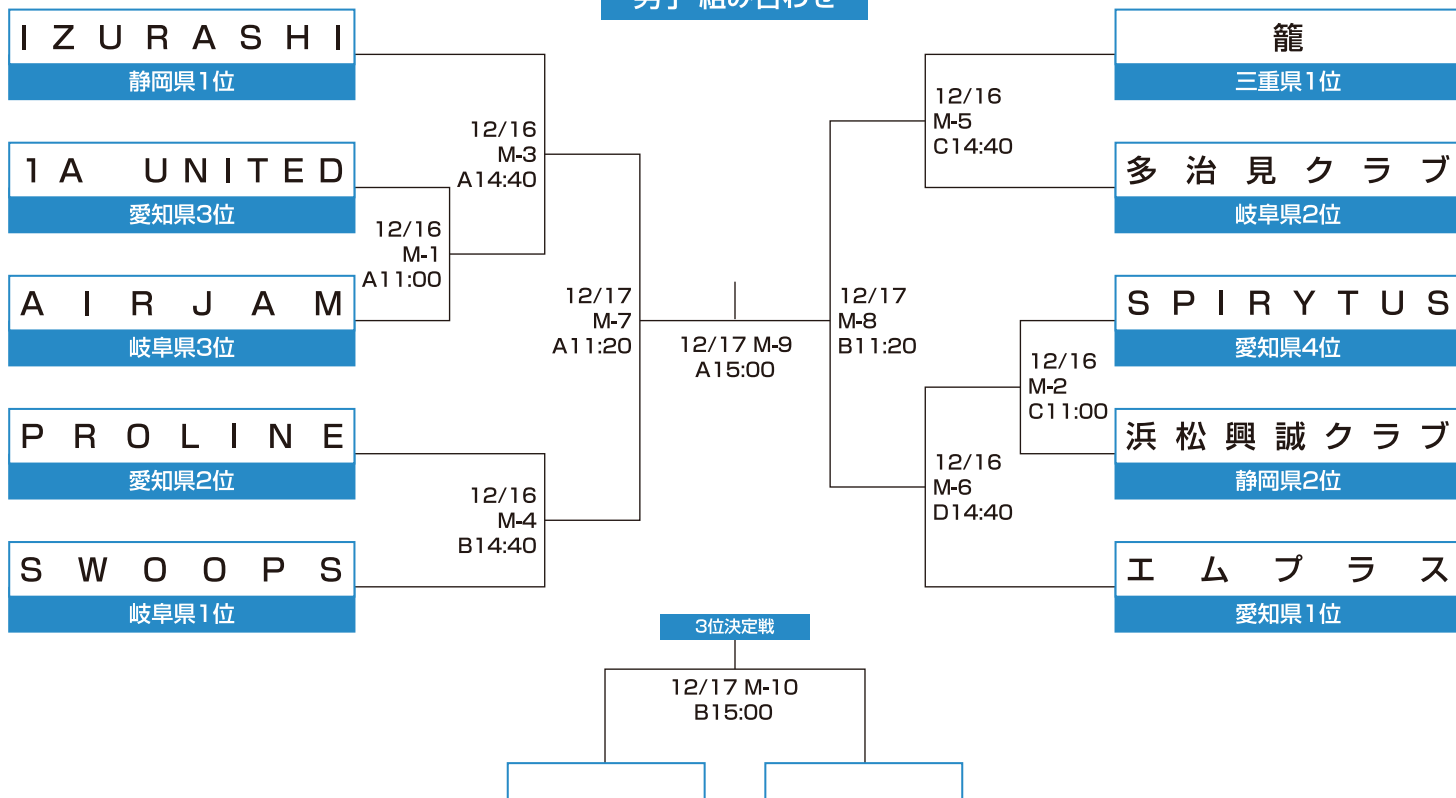 男子 組み合わせ
IZURASHI
静岡県1位
1A UNITED
愛知県3位
AIRJAM
岐阜県3位
PROLINE
愛知県2位
SWOOPS
岐阜県1位
12/16
M-1
A11:00
12/16
M-3
A14:40
12/16
M-4
B14:40
12/17
M-7
A11:20
12/17 M-9
A15:00
12/17
M-8
B11:20
12/16
M-5
C14:40
12/16
M-2
C11:00
12/16
M-6
D14:40
籠
三重県1位
多治見クラブ
岐阜県2位
SPIRYTUS
愛知県4位
浜松興誠クラブ
静岡県2位
エムプラス
愛知県1位
3位決定戦
12/17 M-10
B15:00